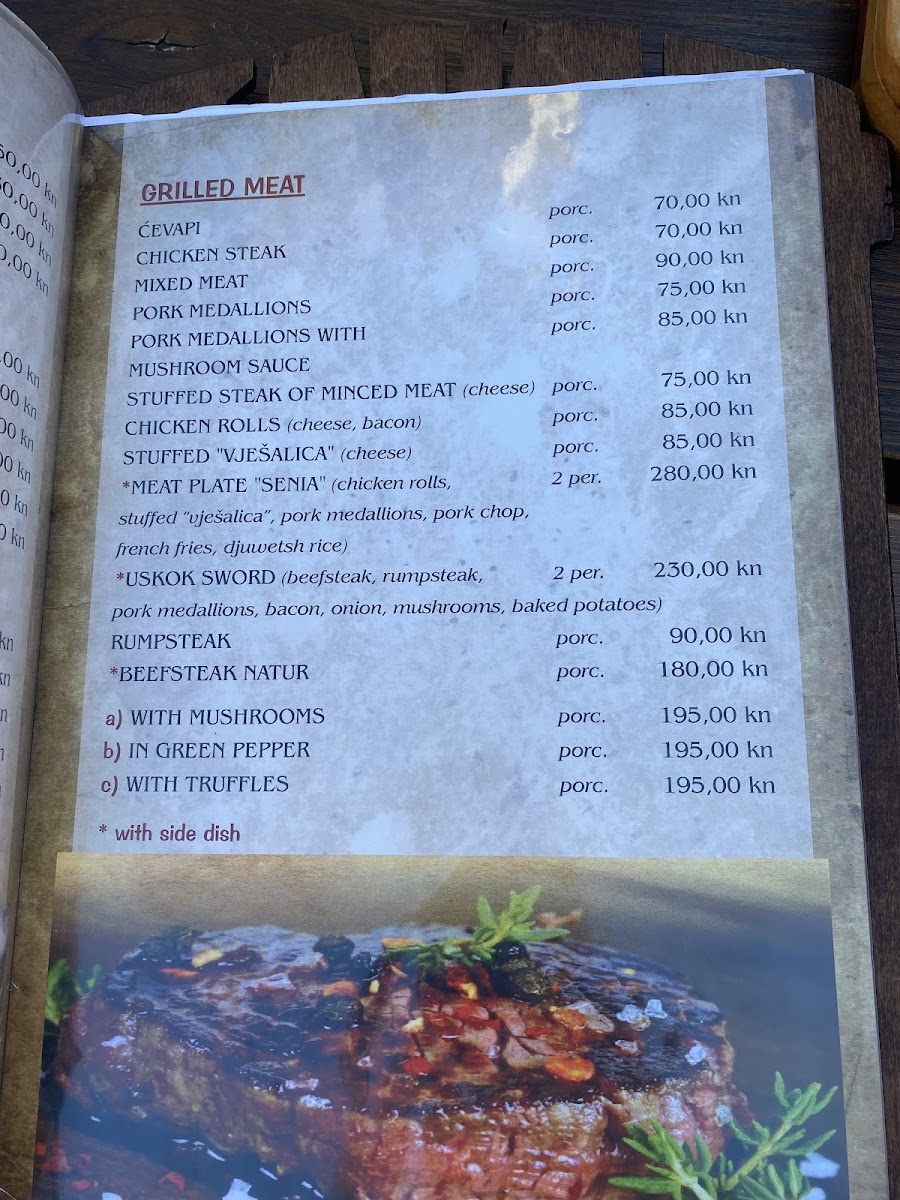 GRILLED MEAT
ĆEVAPI porc. 70,00 kn
CHICKEN STEAK porc. 70,00 kn
MIXED MEAT porc. 90,00 kn
PORK MEDALLIONS porc. 75,00 kn
PORK MEDALLIONS WITH porc. 85,00 kn
MUSHROOM SAUCE
STUFFED STEAK OF MINCED MEAT (cheese) porc. 75,00 kn
CHICKEN ROLLS (cheese, bacon) porc. 85,00 kn
STUFFED "VJEŠALICA" (cheese) porc. 85,00 kn
*MEAT PLATE "SENIA" (chicken rolls, 2 per. 280,00 kn
stuffed "vješalica", pork medallions, pork chop,
french fries, djuwetsh rice)
*USKOK SWORD (beefsteak, rumpsteak, 2 per. 230,00 kn
pork medallions, bacon, onion, mushrooms, baked potatoes)
RUMPSTEAK porc. 90,00 kn
*BEEFSTEAK NATUR porc. 180,00 kn
a) WITH MUSHROOMS porc. 195,00 kn
b) IN GREEN PEPPER porc. 195,00 kn
c) WITH TRUFFLES porc. 195,00 kn
* with side dish